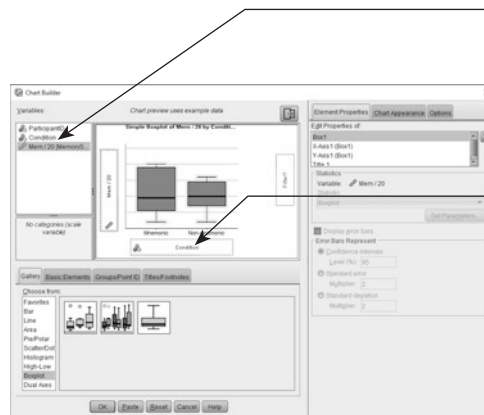 Chart Builder
Variables:
Chart preview uses example data
ParticipantID
Condition
Mem / 20 [Memory/S...
Simple Boxplot of Mem / 20 by Conditi...
Mem / 20
Filter?
Mnemonic
Condition
No categories (scale
variable)
Gallery
Basic Elements
Groups/Point ID
Titles/Footnotes
Choose from:
Favorites
Bar
Line
Area
Pie/Polar
Scatter/Dot
Histogram
High-Low
Boxplot
Dual Axes
OK
Paste
Reset
Cancel
Help
Element Properties
Chart Appearance
Options
Edit Properties of:
Box1
X-Axis1 (Box1)
Y-Axis1 (Box1)
Title 1
Statistics
Variable:
Mem / 20
Statistic:
Boxplot
Set Parameters...
Display error bars
Error Bars Represent
Confidence intervals
Level (%):
95
Standard error
Multiplier:
2
Standard deviation
Multiplier:
2